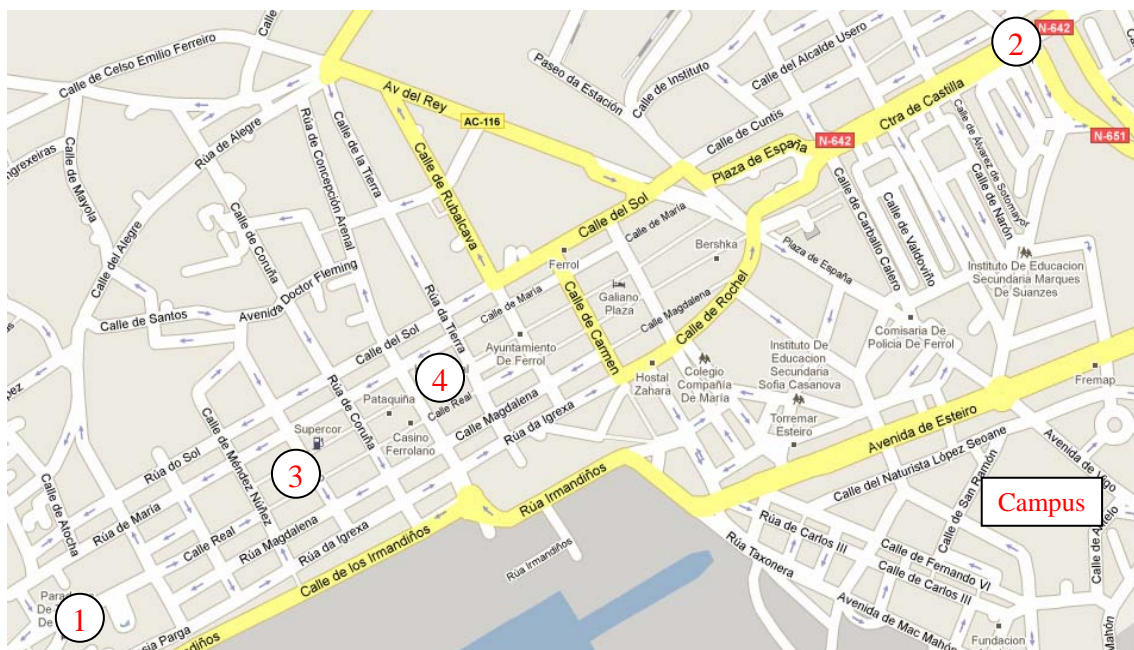 2
N-642
Calle
Calle de Celso Emilio Ferreiro
Paseo da Estación
Calle de Instituto
Calle del Alcalde Usero
Av del Rey
AC-116
Ctra de Castilla
Calle de Cuntis
N-642
N-651
Plaza de España
Rúa de Alegre
Calle de la Tierra
Rúa de Concepción Arenal
Calle de Rubalcava
Calle de Mayola
Calle de Álvarez de Sotomayor
Calle de Narón
Calle de Valdoviño
Calle de Carballo Calero
Calle del Sol
Calle de María
Bershka
Plaza de España
Calle del Alegre
Calle de Coruña
Avenida Doctor Fleming
Rúa da Tierra
Ferrol
Calle de María
Galiano
Plaza
Calle Magdalena
Calle de Rochel
Instituto De Educacion
Secundaria Marques
De Suanzes
Calle de Santos
Calle del Sol
Ayuntamiento
De Ferrol
Calle de Carmen
Comisaria De
Policia De Ferrol
Instituto De
Educacion
Secundaria
Sofia Casanova
Hostal
Zahara
Colegio
Compañía
De María
Fremap
4
Pataquiña
Calle Real
Calle Magdalena
Rúa da Igrexa
Torremar
Esteiro
Avenida de Esteiro
Rúa de Coruña
Supercor
Casino
Ferrolano
3
Calle de Méndez Núñez
Rúa do Sol
Calle del Naturista López Seoane
Calle de San Ramón
Avenida de Vigo
Campus
Calle de Atocha
Rúa de María
Calle Real
Rúa Magdalena
Rúa da Igrexa
Calle de los Irmandiños
Rúa Irmandiños
Rúa Irmandiños
Rúa Taxonera
Rúa de Carlos III
Calle de Fernando VI
Calle de Carlos III
Avenida de Mac Mahón
Fundacion
1